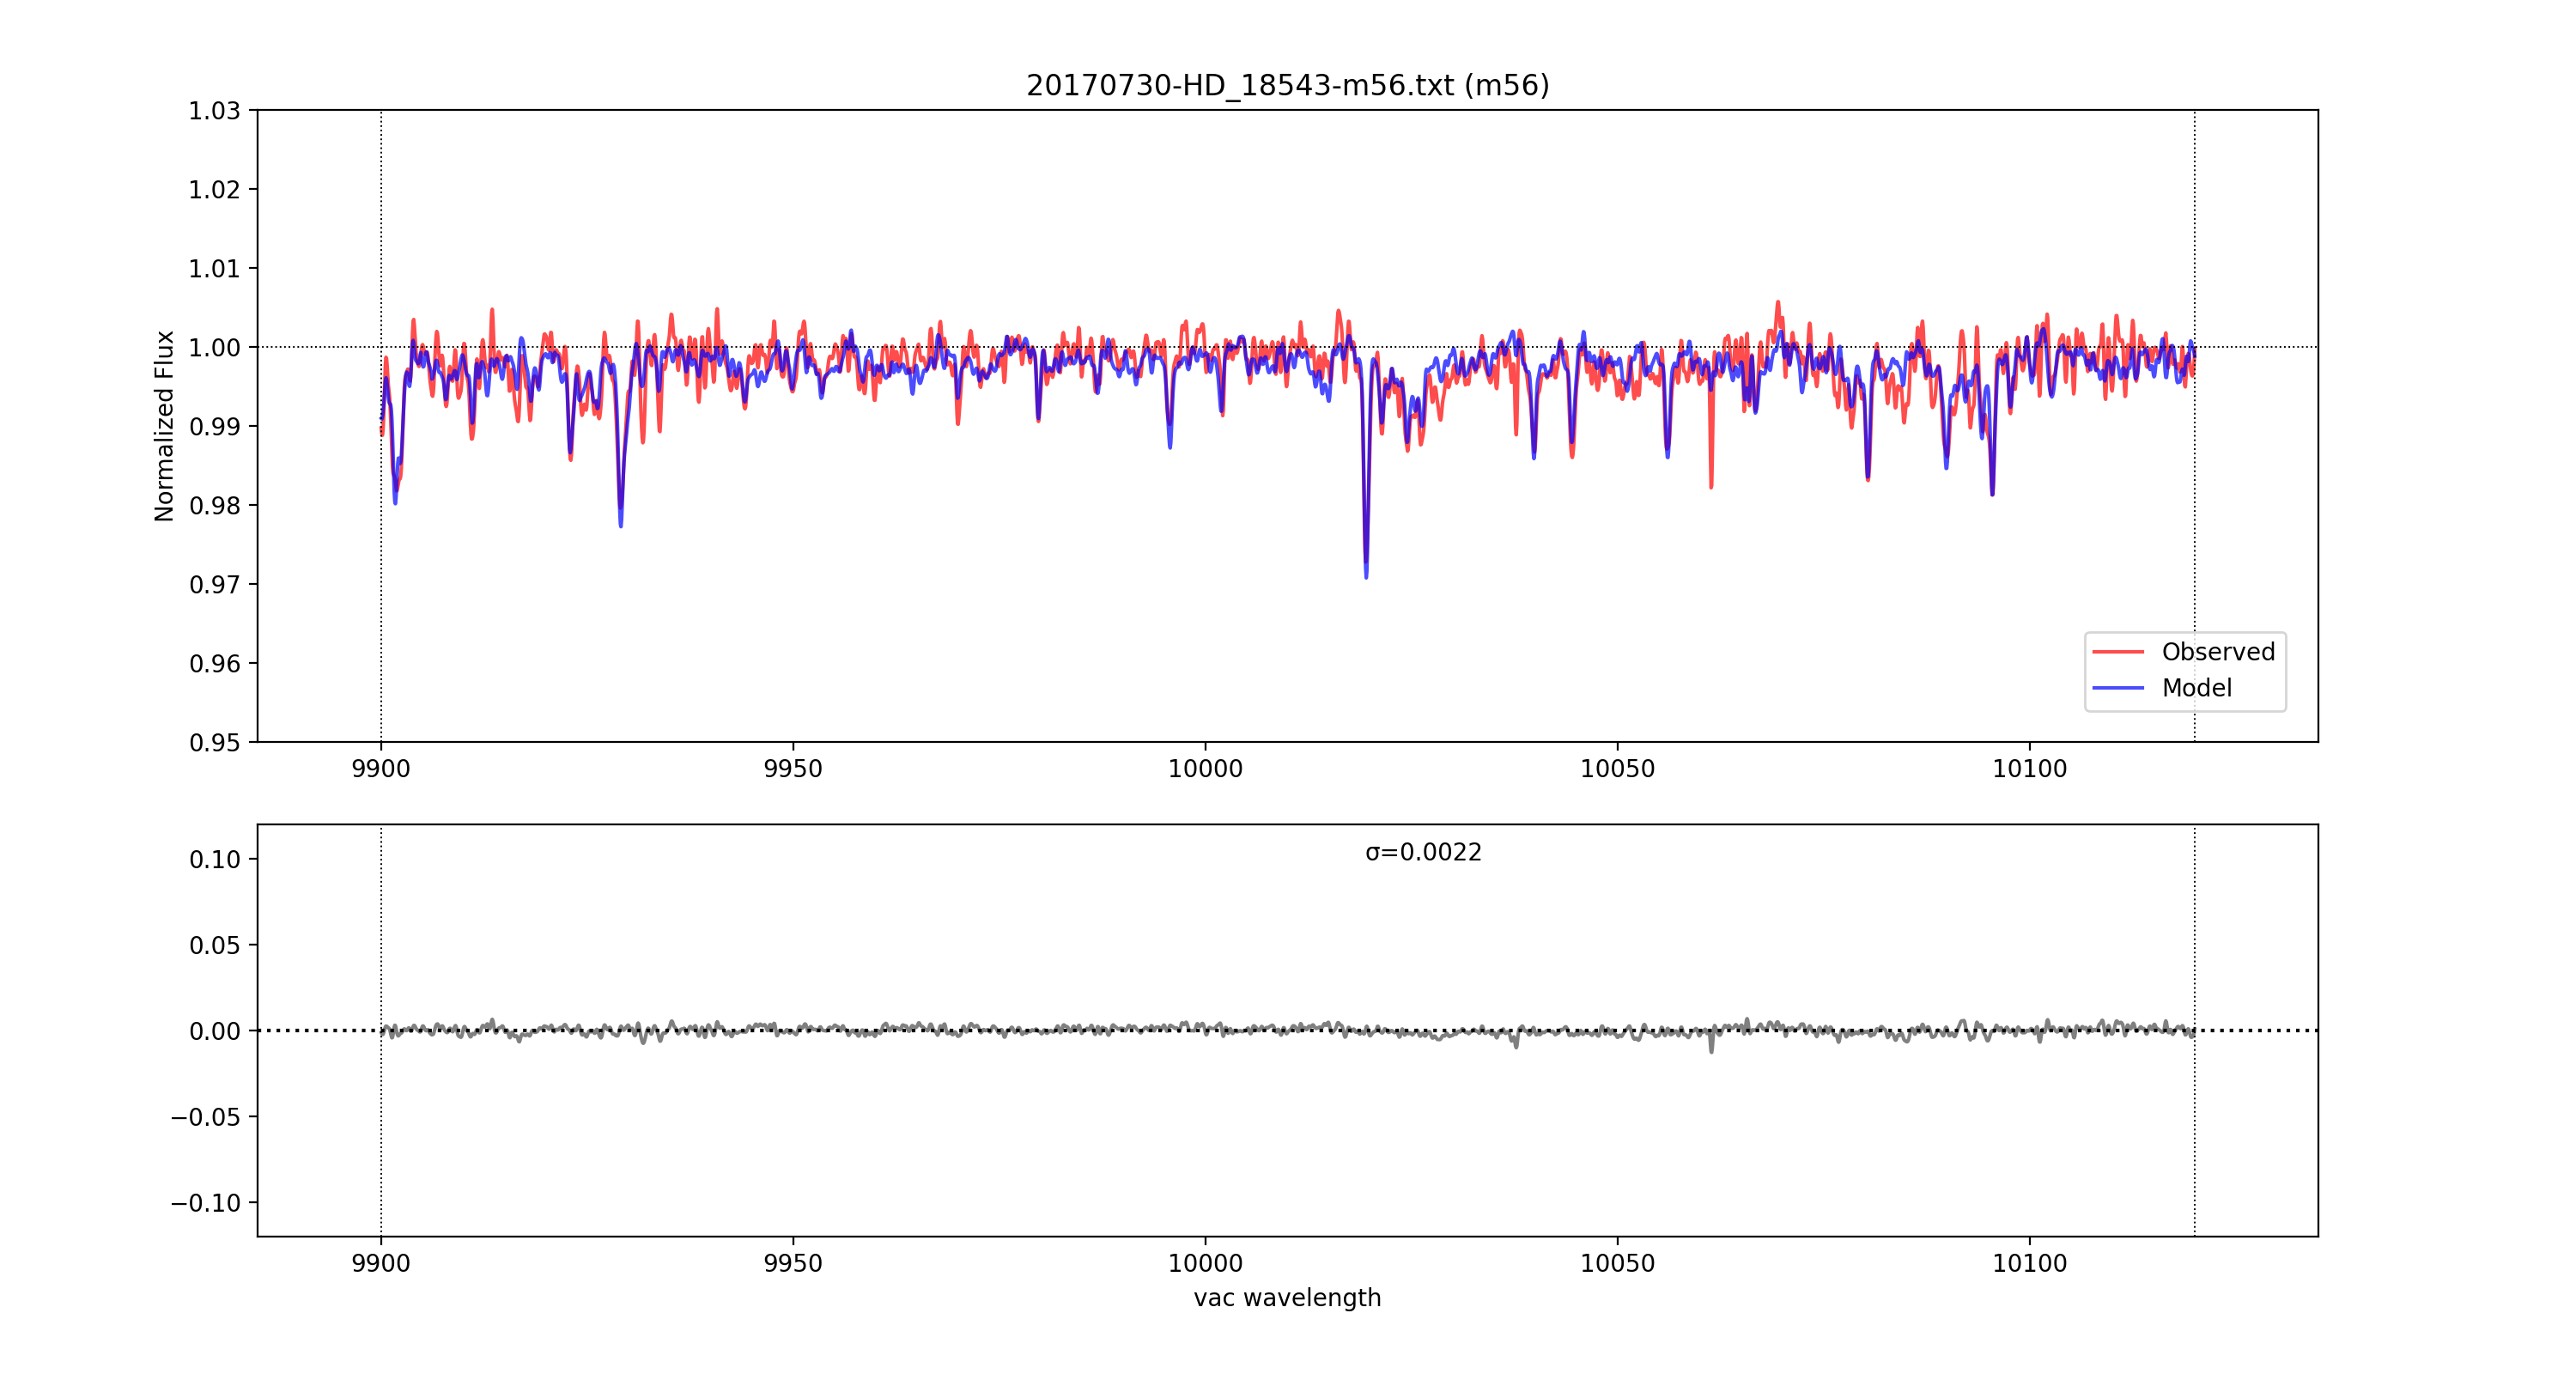 20170730-HD_18543-m56.txt (m56)
1.03
1.02
1.01
1.00
0.99
0.98
0.97
0.96
0.95
Normalized Flux
Observed
Model
9900 9950 10000 10050 10100
σ=0.0022
0.10
0.05
0.00
−0.05
−0.10
9900 9950 10000 10050 10100
vac wavelength